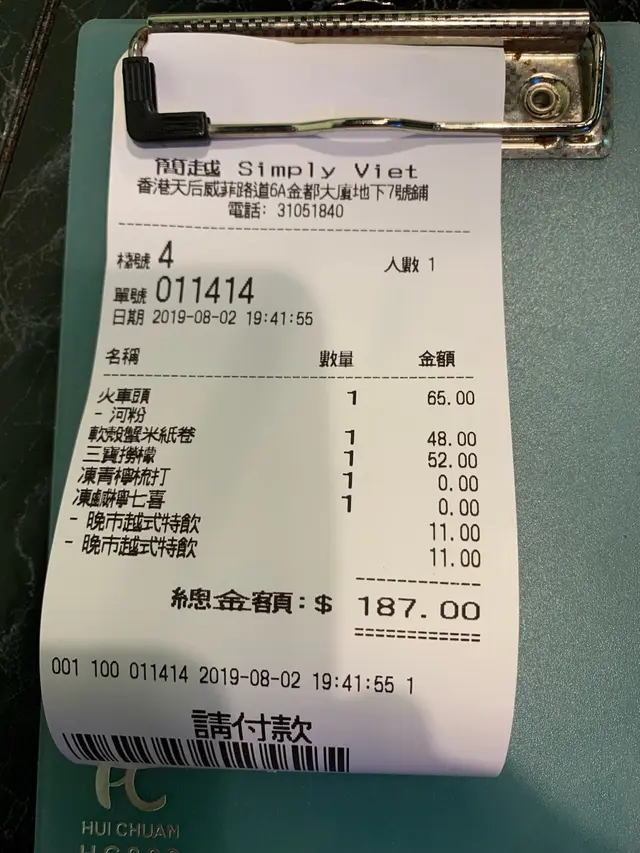 簡越 Simply Viet
香港天后威菲路道6A金都大廈地下7號鋪
電話: 31051840
檯號 4 人數 1
單號 011414
日期 2019-08-02 19:41:55
名稱 數量 金額
火車頭 1 65.00
- 河粉
軟殼蟹米紙卷 1 48.00
三寶撈檬 1 52.00
凍青檸梳打 1 0.00
凍鹹檸七喜 1 0.00
- 晚市越式特飲 11.00
- 晚市越式特飲 11.00
總金額: $ 187.00
001 100 011414 2019-08-02 19:41:55 1
請付款
HUI CHUAN